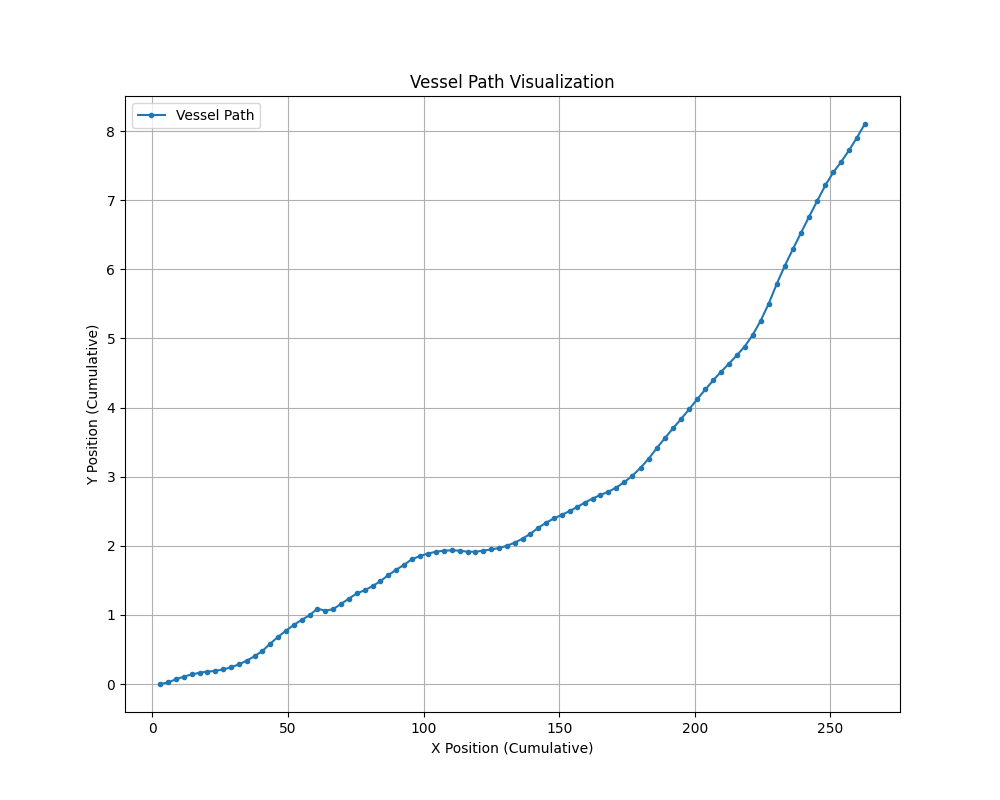 Vessel Path Visualization
Vessel Path
8
7
6
5
4
3
2
1
0
Y Position (Cumulative)
0 50 100 150 200 250
X Position (Cumulative)